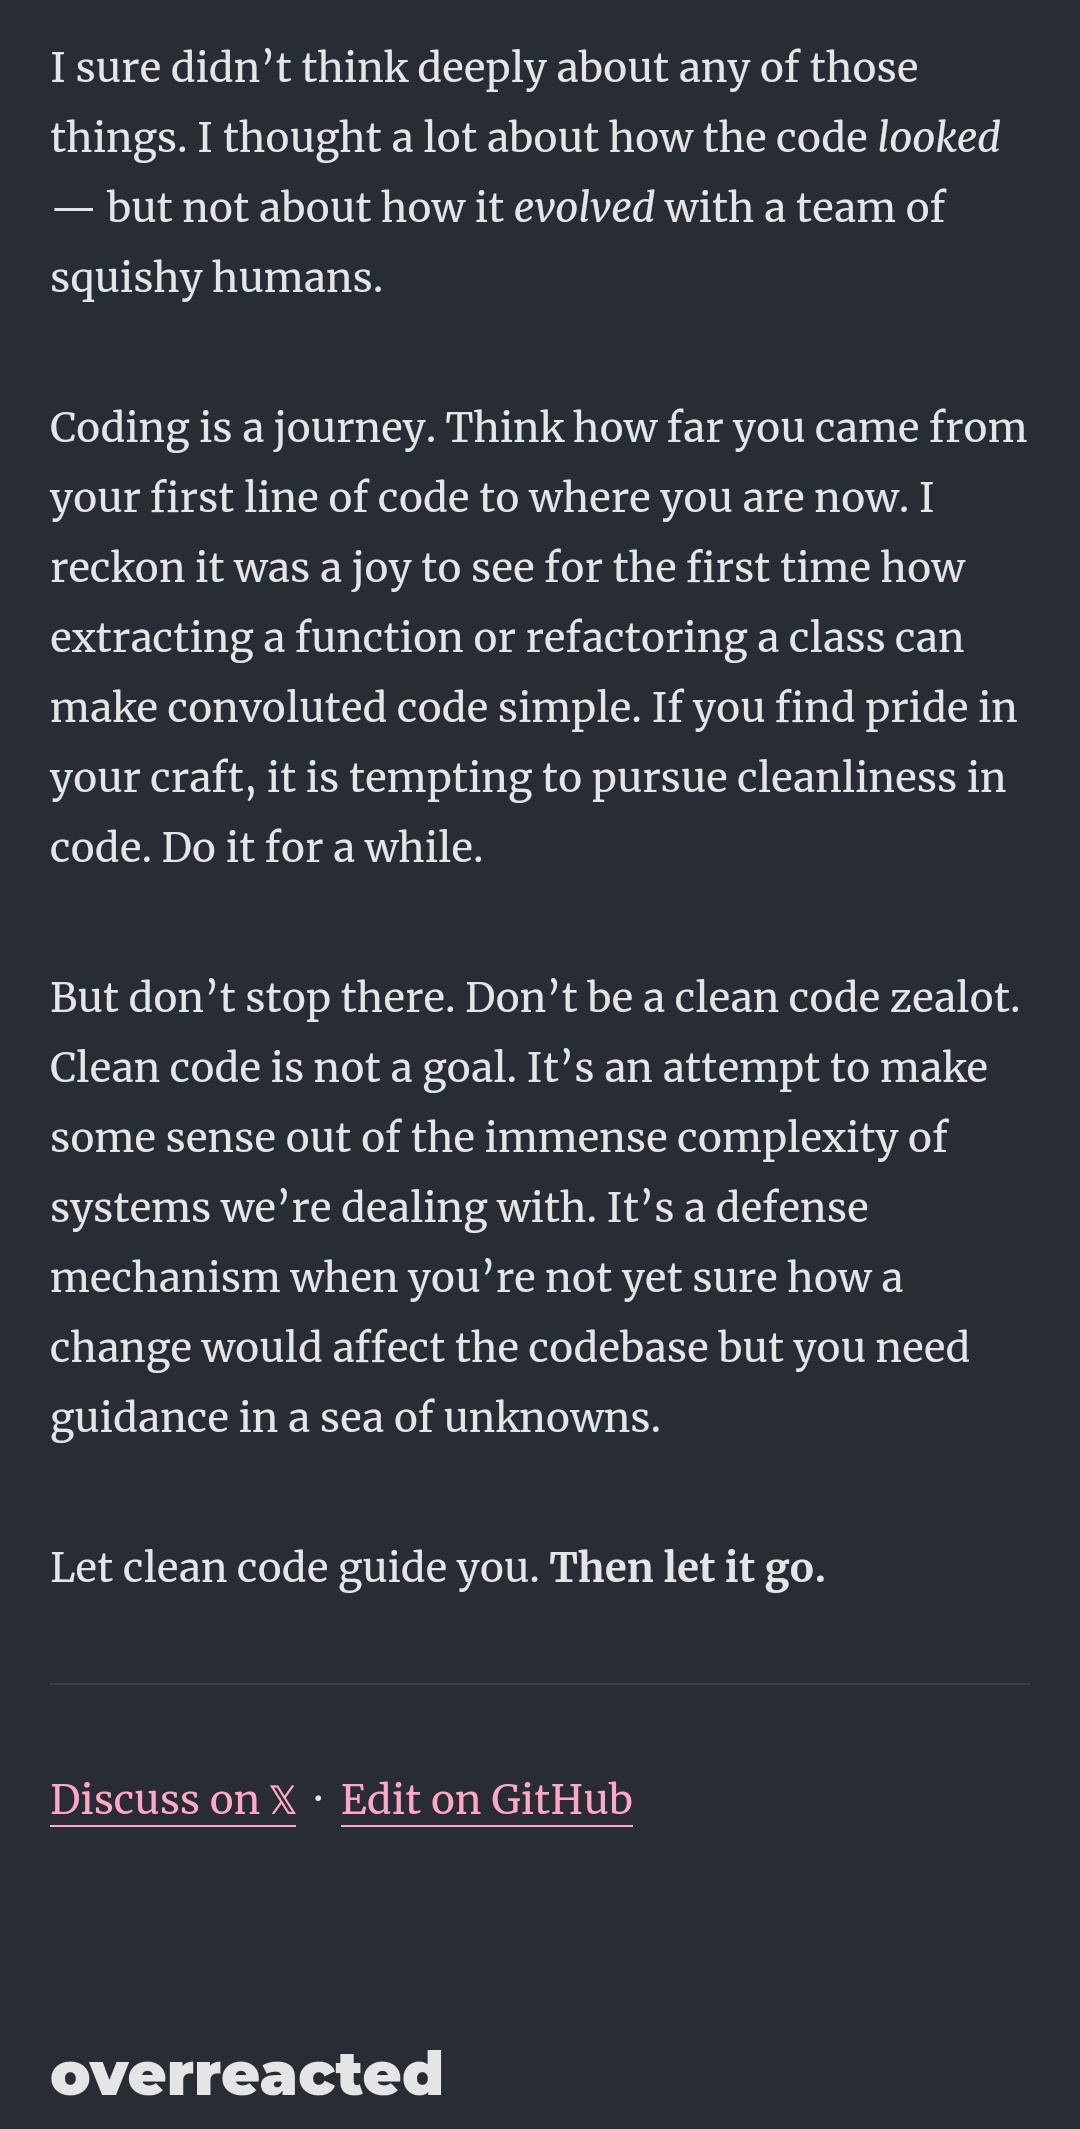 I sure didn’t think deeply about any of those
things. I thought a lot about how the code looked
— but not about how it evolved with a team of
squishy humans.
Coding is a journey. Think how far you came from
your first line of code to where you are now. I
reckon it was a joy to see for the first time how
extracting a function or refactoring a class can
make convoluted code simple. If you find pride in
your craft, it is tempting to pursue cleanliness in
code. Do it for a while.
But don’t stop there. Don’t be a clean code zealot.
Clean code is not a goal. It’s an attempt to make
some sense out of the immense complexity of
systems we’re dealing with. It’s a defense
mechanism when you’re not yet sure how a
change would affect the codebase but you need
guidance in a sea of unknowns.
Let clean code guide you. Then let it go.
Discuss on 𝕏 · Edit on GitHub
overreacted